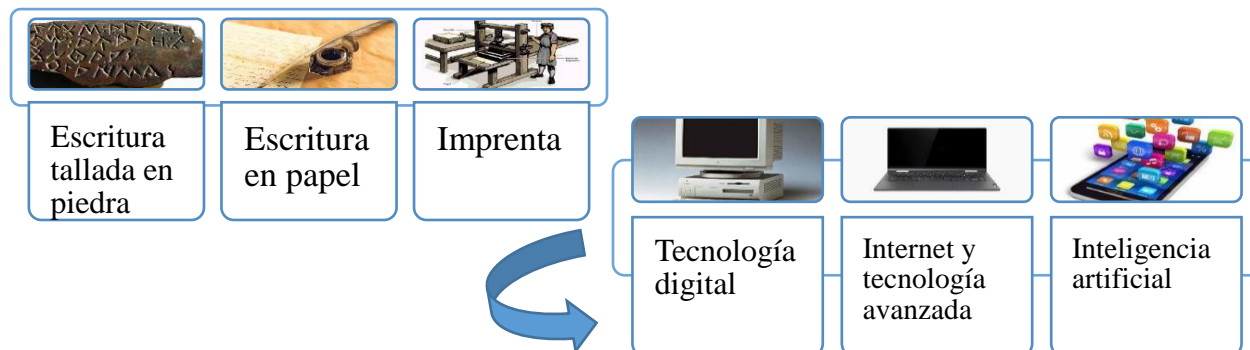 Escritura
tallada en
piedra
Escritura
en papel
Imprenta
Tecnología
digital
Internet y
tecnología
avanzada
Inteligencia
artificial